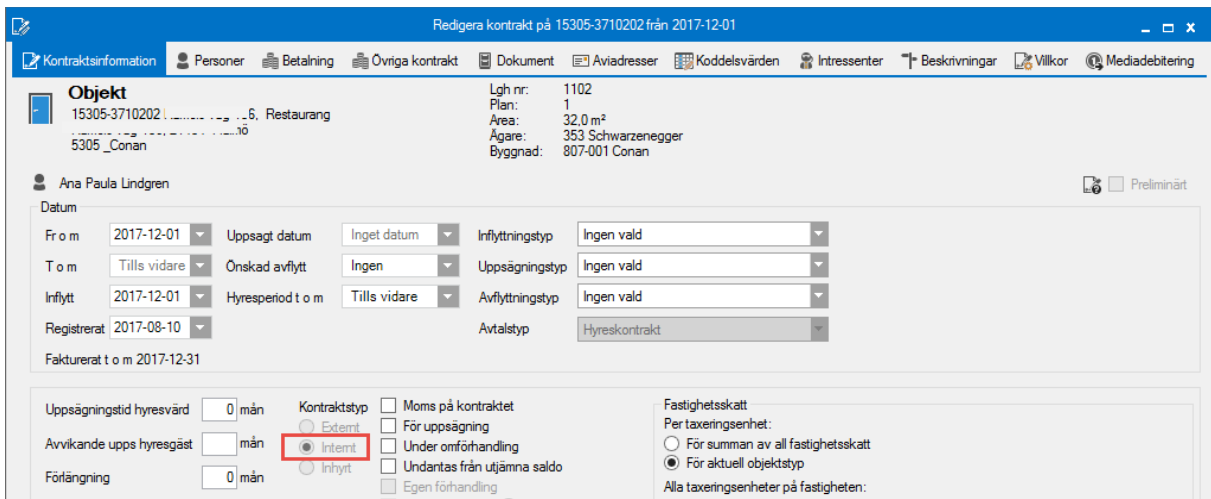 Redigera kontrakt på 15305-3710202 från 2017-12-01
Kontraktsinformation Personer Betalning Övriga kontrakt Dokument Aviadresser Koddelsvärden Intressenter Beskrivningar Villkor Mediadebitering
Objekt
15305-3710202 6, Restaurang
5305 _Conan
Lgh nr: 1102
Plan: 1
Area: 32,0 m²
Ägare: 353 Schwarzenegger
Byggnad: 807-001 Conan
Ana Paula Lindgren Preliminärt
Datum
Fr o m 2017-12-01 Uppsagt datum Inget datum Inflyttningstyp Ingen vald
T o m Tills vidare Önskad avflytt Ingen Uppsägningstyp Ingen vald
Inflytt 2017-12-01 Hyresperiod t o m Tills vidare Avflyttningstyp Ingen vald
Registrerat 2017-08-10 Avtalstyp Hyreskontrakt
Fakturerat t o m 2017-12-31
Uppsägningstid hyresvärd 0 mån
Avvikande upps hyresgäst mån
Förlängning 0 mån
Kontraktstyp
Externt
Internt
Inhyrt
Moms på kontraktet
För uppsägning
Under omförhandling
Undantas från utjämna saldo
Egen förhandling
Fastighetsskatt
Per taxeringsenhet:
För summan av all fastighetsskatt
För aktuell objektstyp
Alla taxeringsenheter på fastigheten: